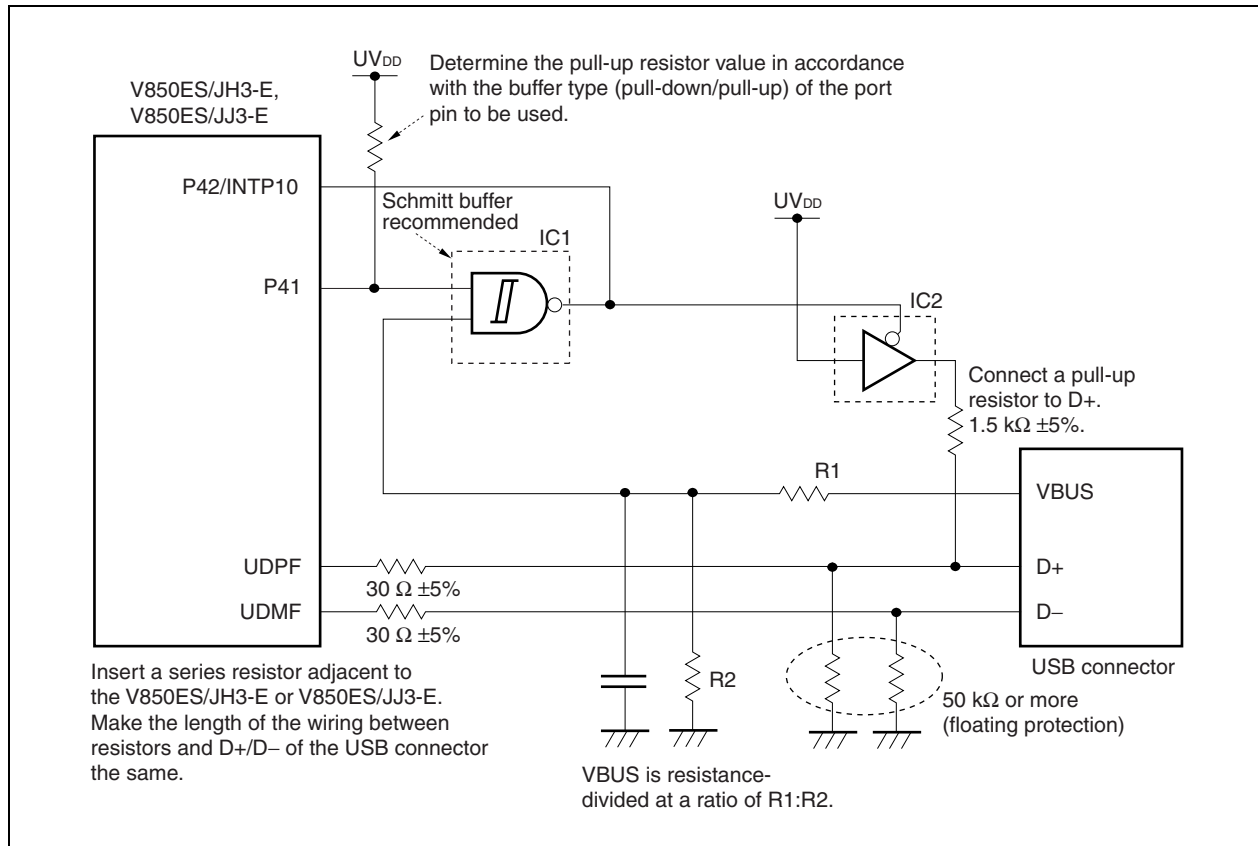 UVDD
Determine the pull-up resistor value in accordance
with the buffer type (pull-down/pull-up) of the port
pin to be used.
V850ES/JH3-E,
V850ES/JJ3-E
P42/INTP10
Schmitt buffer
recommended
IC1
UVDD
P41
IC2
Connect a pull-up
resistor to D+.
1.5 kΩ ±5%.
R1
VBUS
UDPF
30 Ω ±5%
D+
UDMF
30 Ω ±5%
D−
R2
USB connector
50 kΩ or more
(floating protection)
Insert a series resistor adjacent to
the V850ES/JH3-E or V850ES/JJ3-E.
Make the length of the wiring between
resistors and D+/D− of the USB connector
the same.
VBUS is resistance-
divided at a ratio of R1:R2.